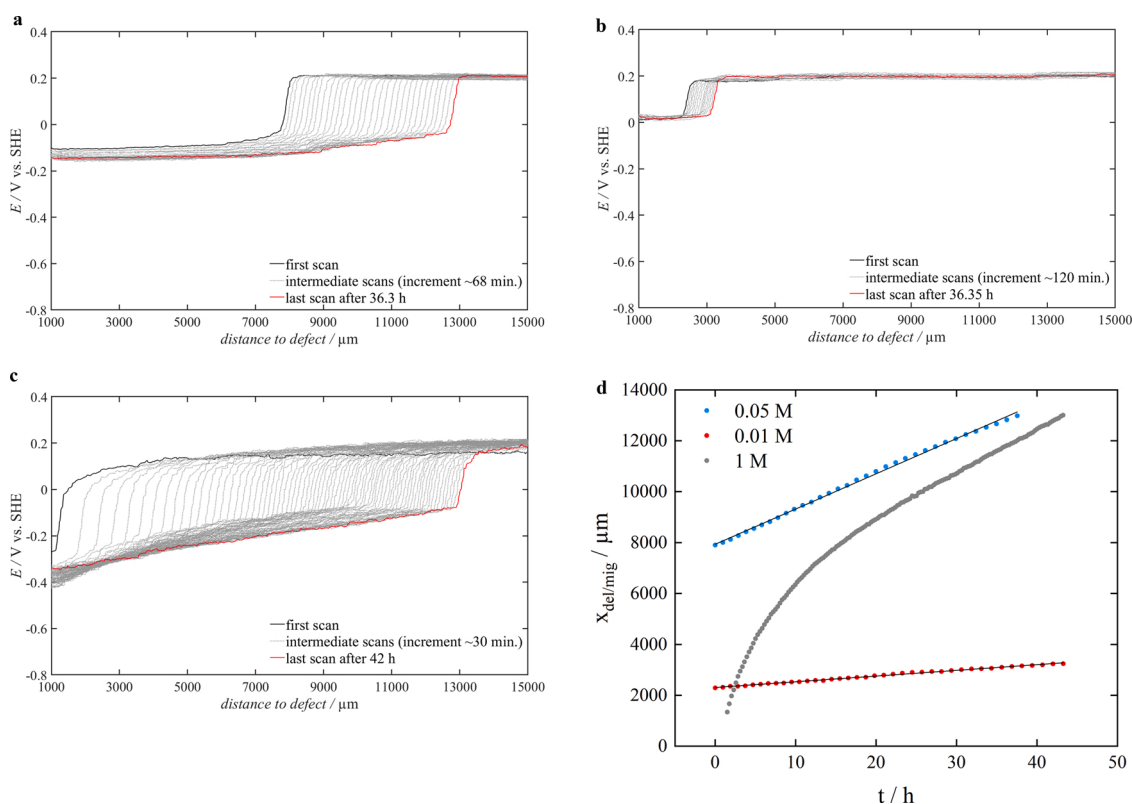 a
0.4
0.2
0
-0.2
-0.4
-0.6
-0.8
E / V vs. SHE
first scan
intermediate scans (increment ~68 min.)
last scan after 36.3 h
1000 3000 5000 7000 9000 11000 13000 15000
distance to defect / µm
b
0.4
0.2
0
-0.2
-0.4
-0.6
-0.8
E / V vs. SHE
first scan
intermediate scans (increment ~120 min.)
last scan after 36.35 h
1000 3000 5000 7000 9000 11000 13000 15000
distance to defect / µm
c
0.4
0.2
0
-0.2
-0.4
-0.6
-0.8
E / V vs. SHE
first scan
intermediate scans (increment ~30 min.)
last scan after 42 h
1000 3000 5000 7000 9000 11000 13000 15000
distance to defect / µm
d
14000
12000
10000
8000
6000
4000
2000
0
x_del/mig / µm
0.05 M
0.01 M
1 M
0 10 20 30 40 50
t / h